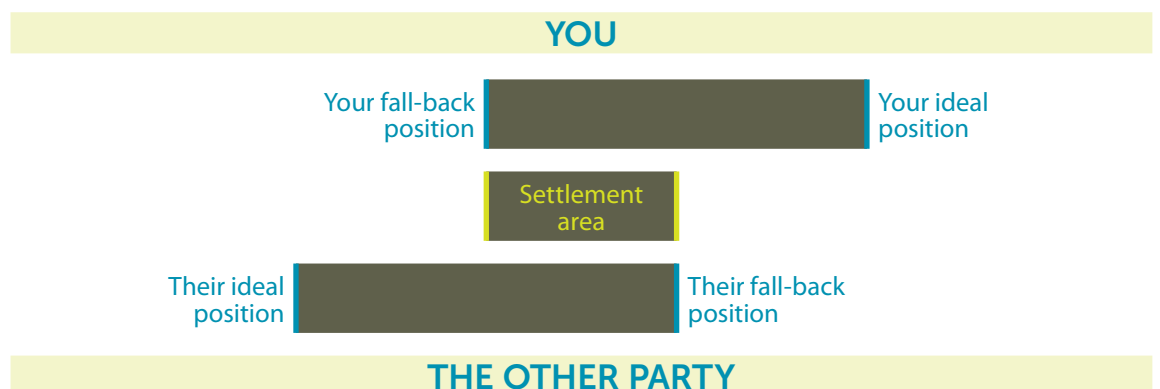 YOU
Your fall-back
position
Your ideal
position
Settlement
area
Their ideal
position
Their fall-back
position
THE OTHER PARTY